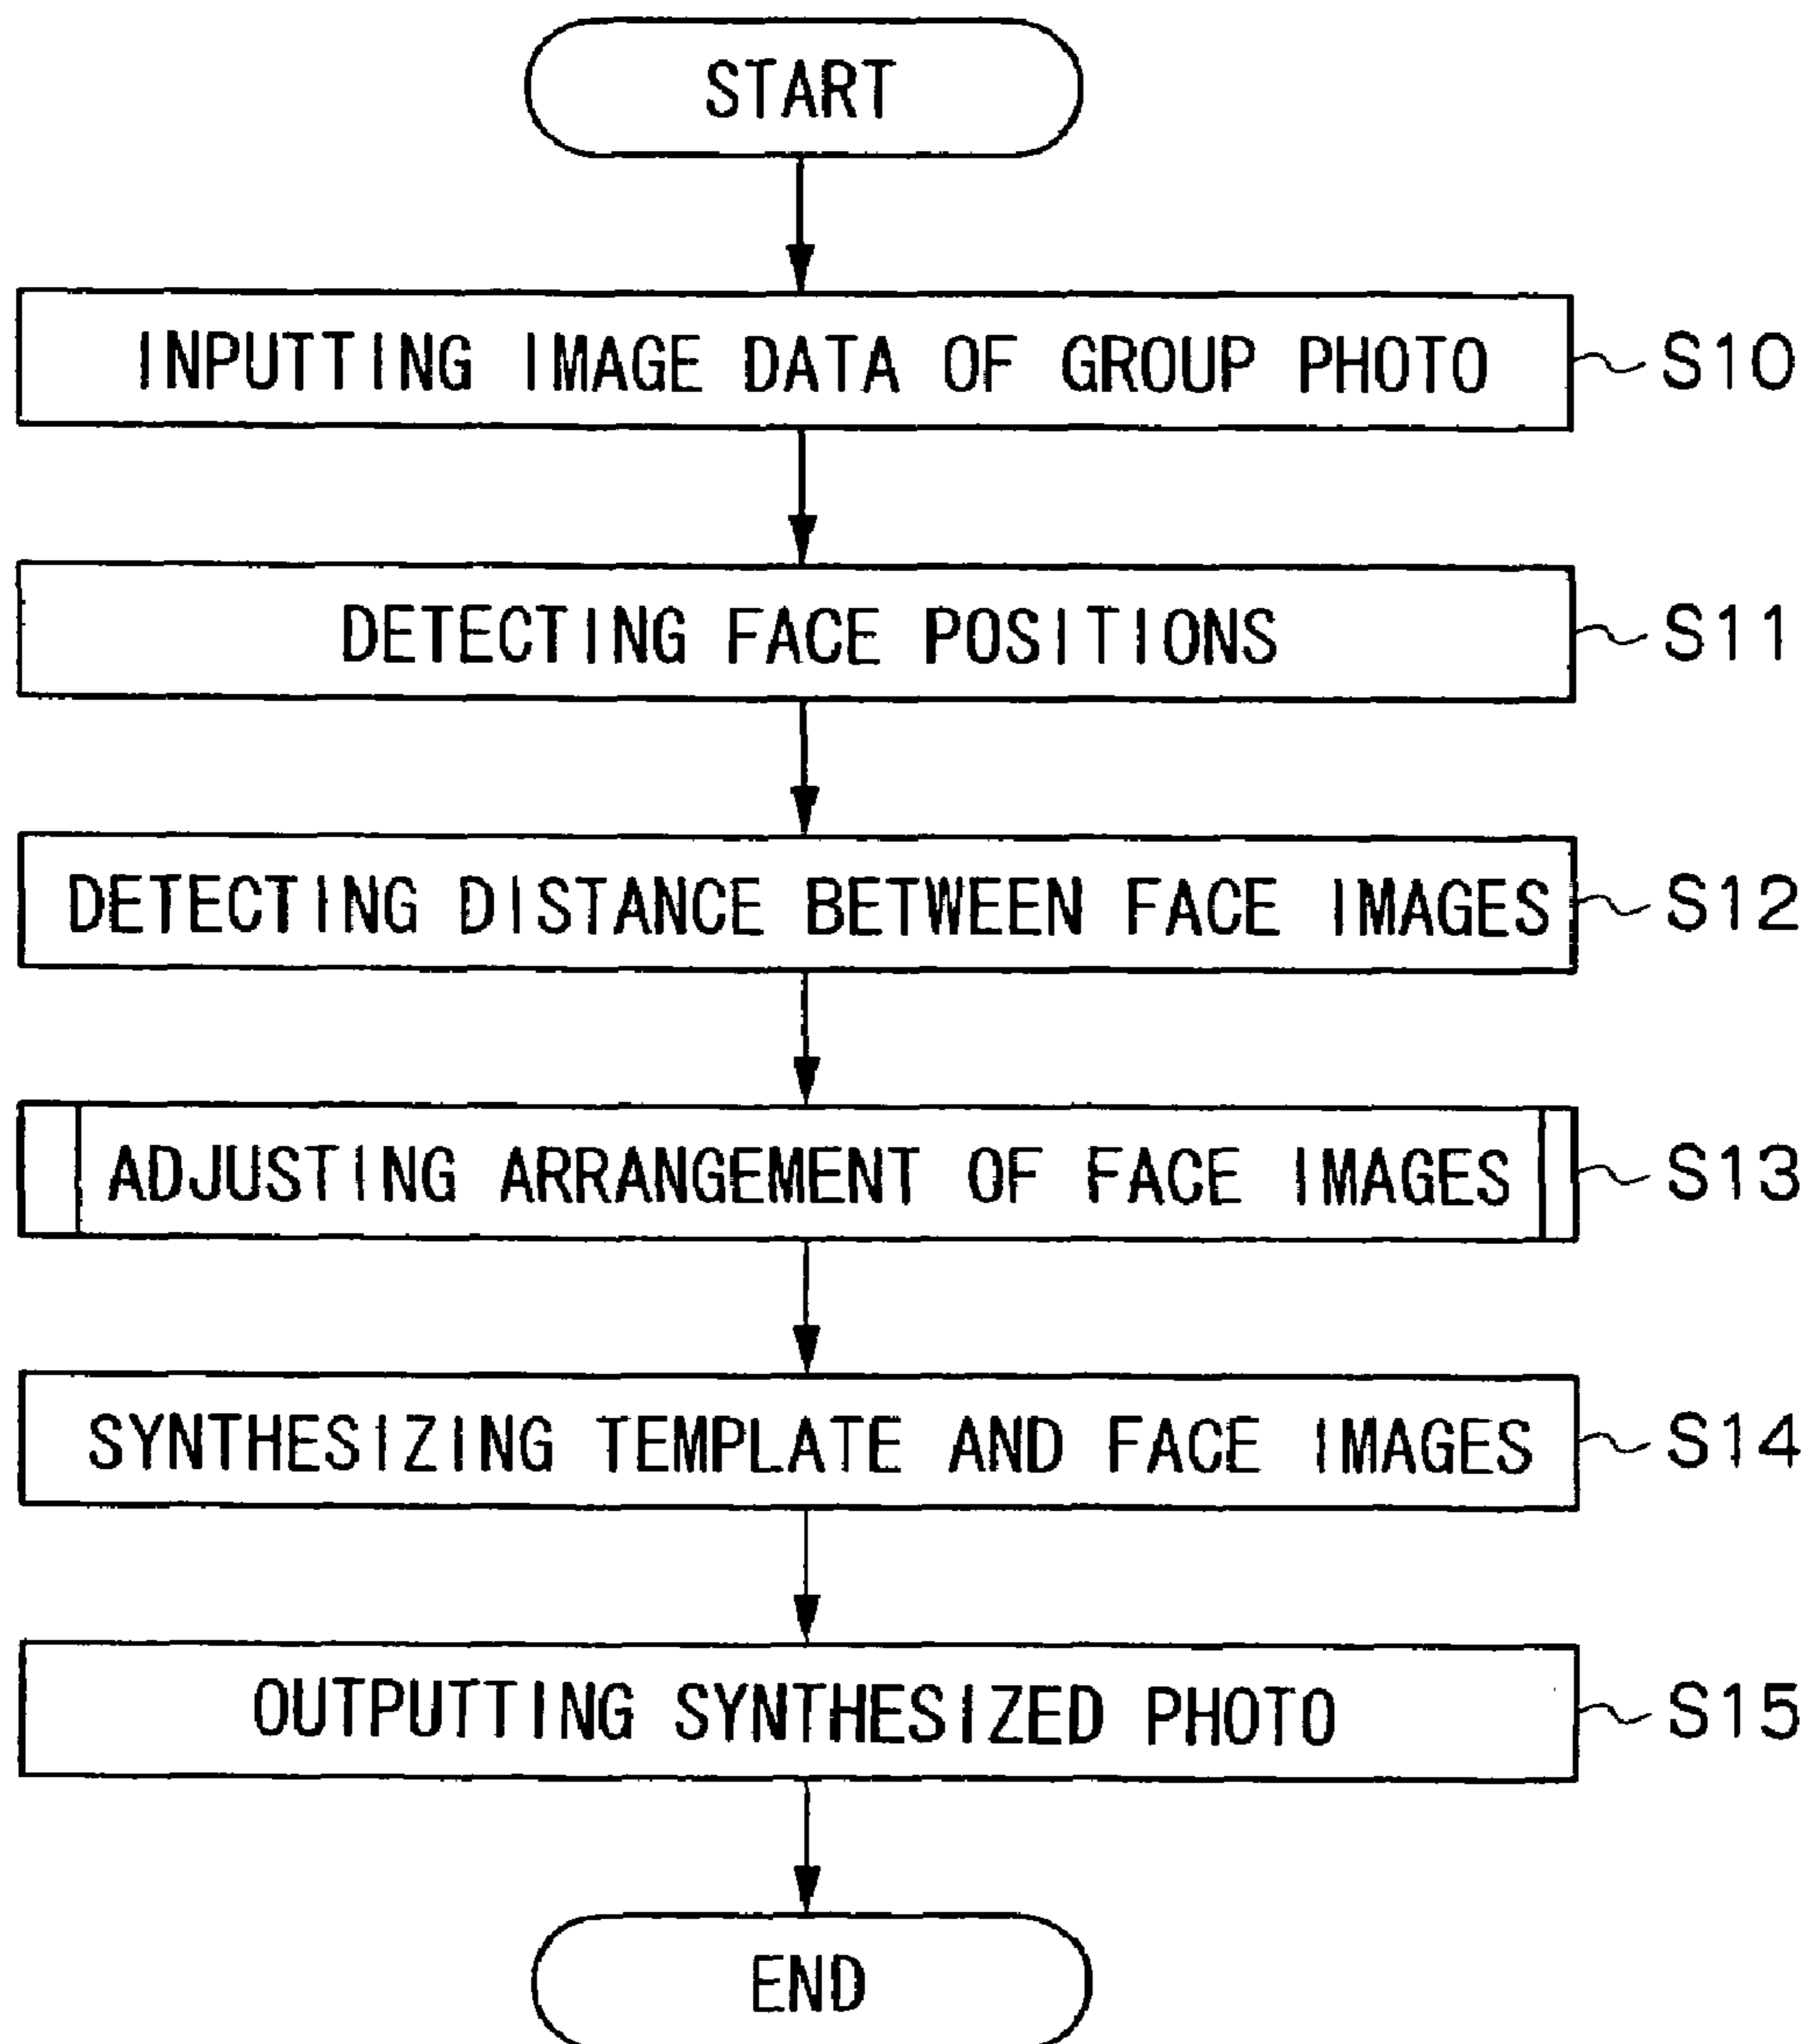 START
INPUTTING IMAGE DATA OF GROUP PHOTO S10
DETECTING FACE POSITIONS S11
DETECTING DISTANCE BETWEEN FACE IMAGES S12
ADJUSTING ARRANGEMENT OF FACE IMAGES S13
SYNTHESIZING TEMPLATE AND FACE IMAGES S14
OUTPUTTING SYNTHESIZED PHOTO S15
END